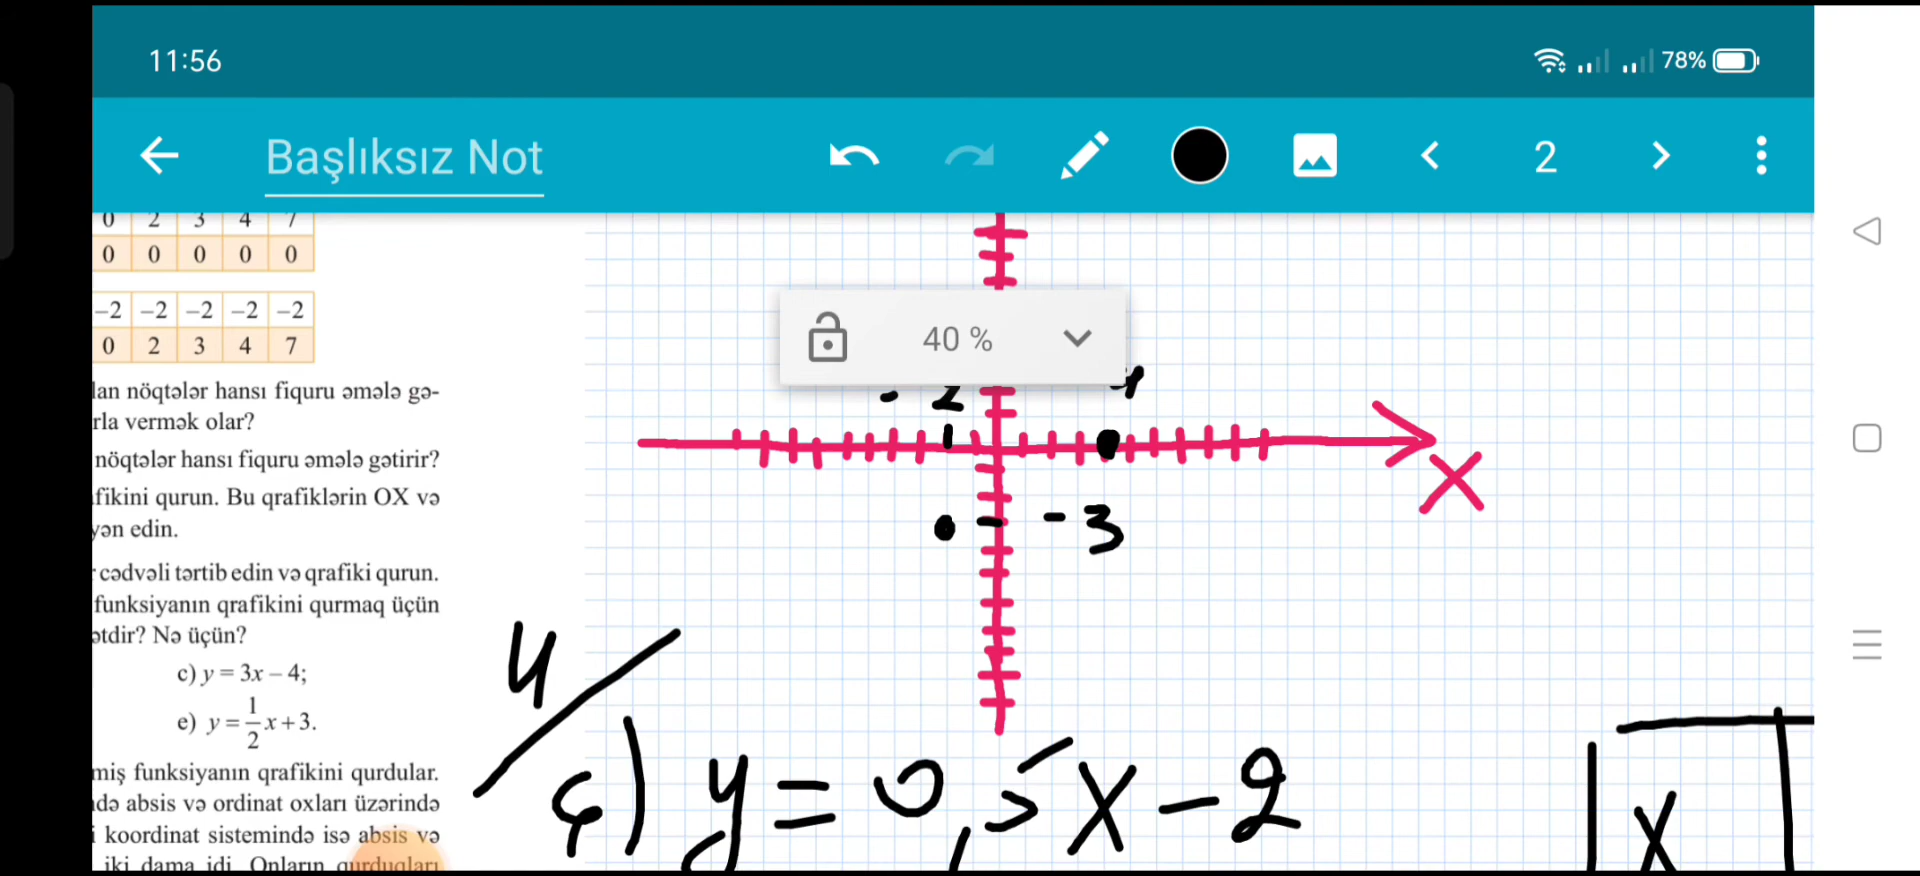 11:56
78%
Başlıksız Not
2
0 2 3 4 7
0 0 0 0 0
–2 –2 –2 –2 –2
0 2 3 4 7
lan nöqtələr hansı fiquru əmələ gə-
rla vermək olar?
nöqtələr hansı fiquru əmələ gətirir?
fikini qurun. Bu qrafiklərin OX və
yən edin.
cədvəli tərtib edin və qrafiki qurun.
funksiyanın qrafikini qurmaq üçün
ətdir? Nə üçün?
c) y = 3x – 4;
e) y = 1/2 x + 3.
miş funksiyanın qrafikini qurdular.
də absis və ordinat oxları üzərində
i koordinat sistemində isə absis və
iki dama idi. Onların qurduqları
40 %
- 2
4
X
- 3
4/
ç) y = 0,5x - 2
x